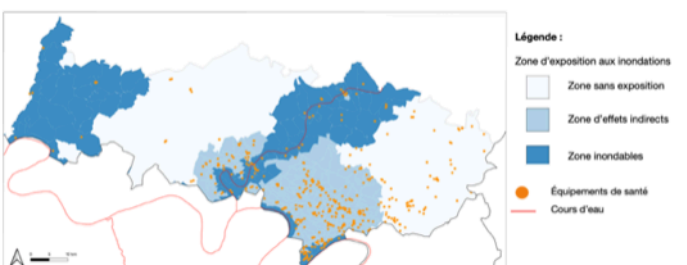 Légende :
Zone d'exposition aux inondations
Zone sans exposition
Zone d'effets indirects
Zone inondables
Équipements de santé
Cours d'eau